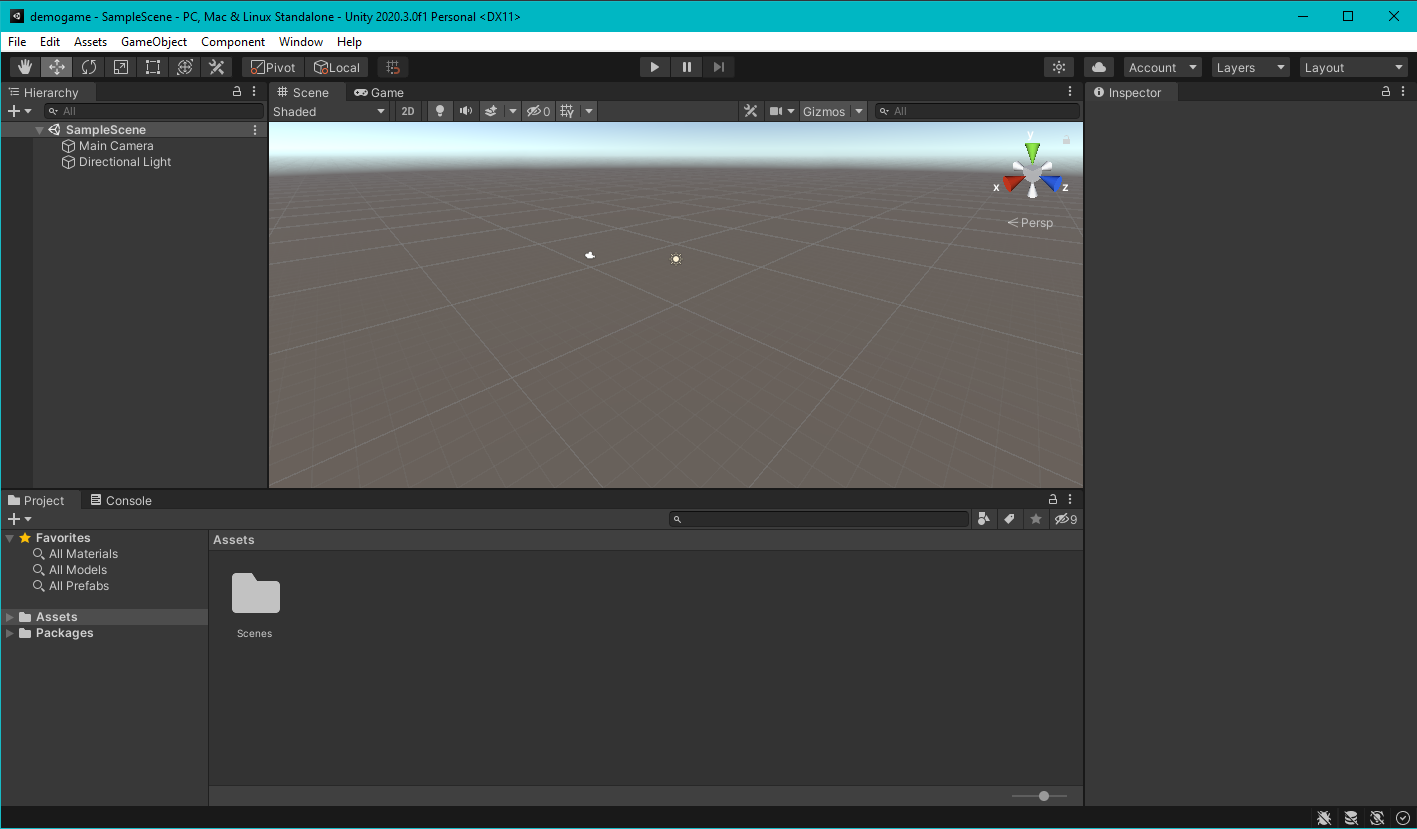 demogame - SampleScene - PC, Mac & Linux Standalone - Unity 2020.3.0f1 Personal <DX11>
File Edit Assets GameObject Component Window Help
Pivot Local Account Layers Layout
Hierarchy
All
SampleScene
Main Camera
Directional Light
Scene Game
Shaded 2D 0 Gizmos All
y
x z
Persp
Inspector
Project Console
9
Favorites
All Materials
All Models
All Prefabs
Assets
Packages
Assets
Scenes